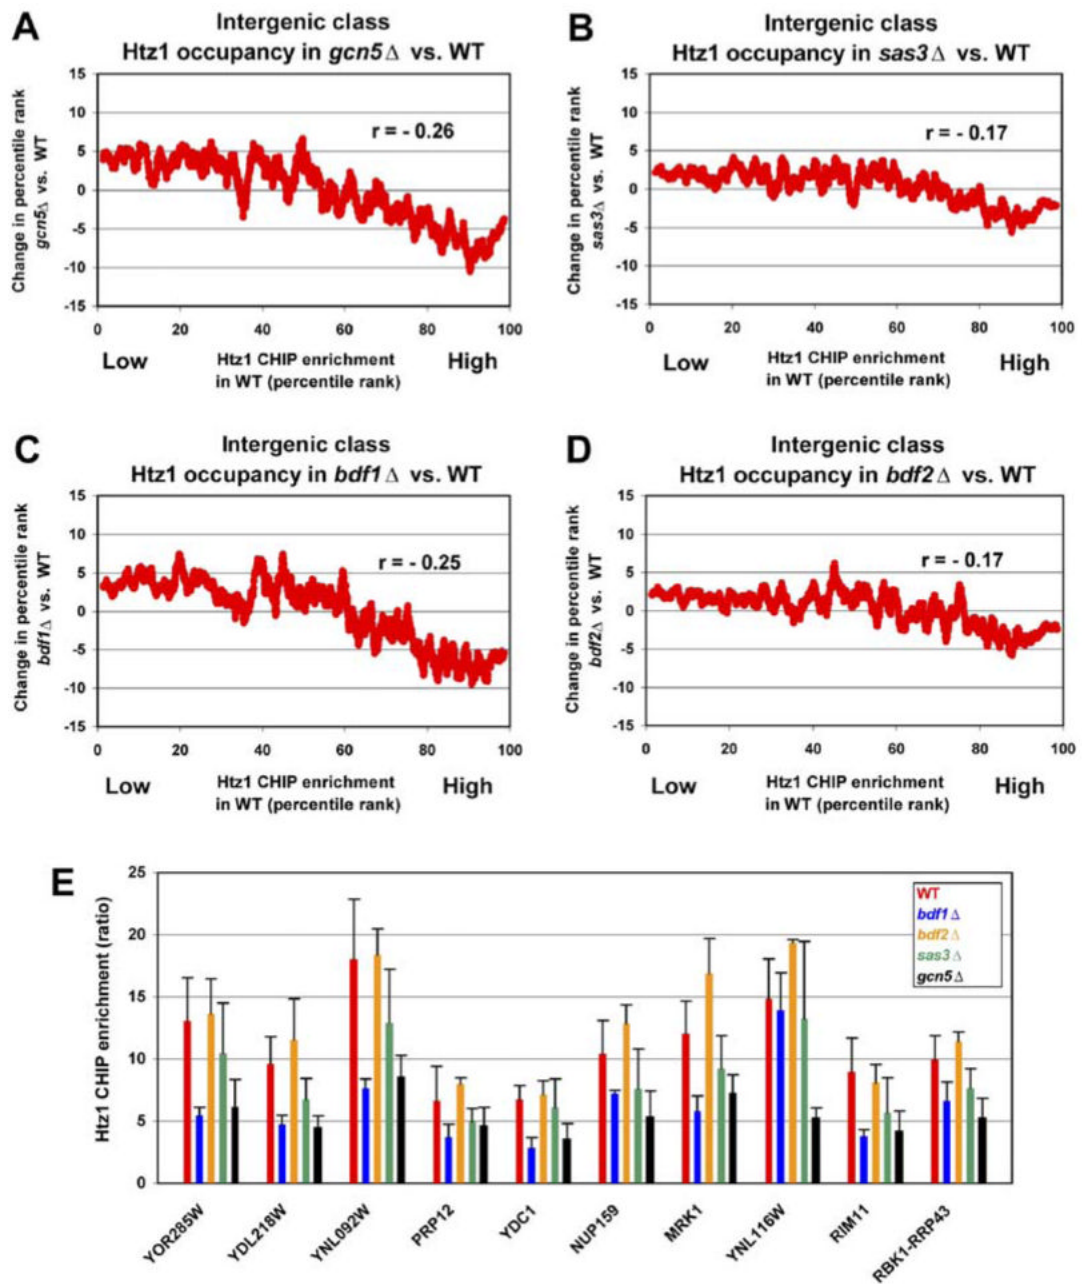 A
Intergenic class
Htz1 occupancy in gcn5Δ vs. WT
15
10
5
0
-5
-10
-15
Change in percentile rank
gcn5Δ vs. WT
r = - 0.26
0 20 40 60 80 100
Low
Htz1 CHIP enrichment
in WT (percentile rank)
High
B
Intergenic class
Htz1 occupancy in sas3Δ vs. WT
15
10
5
0
-5
-10
-15
Change in percentile rank
sas3Δ vs. WT
r = - 0.17
0 20 40 60 80 100
Low
Htz1 CHIP enrichment
in WT (percentile rank)
High
C
Intergenic class
Htz1 occupancy in bdf1Δ vs. WT
15
10
5
0
-5
-10
-15
Change in percentile rank
bdf1Δ vs. WT
r = - 0.25
0 20 40 60 80 100
Low
Htz1 CHIP enrichment
in WT (percentile rank)
High
D
Intergenic class
Htz1 occupancy in bdf2Δ vs. WT
15
10
5
0
-5
-10
-15
Change in percentile rank
bdf2Δ vs. WT
r = - 0.17
0 20 40 60 80 100
Low
Htz1 CHIP enrichment
in WT (percentile rank)
High
E
25
20
15
10
5
0
Htz1 CHIP enrichment (ratio)
WT
bdf1Δ
bdf2Δ
sas3Δ
gcn5Δ
YOR285W
YDL218W
YNL092W
PRP12
YDC1
NUP159
MRK1
YNL116W
RIM11
RBK1-RRP43